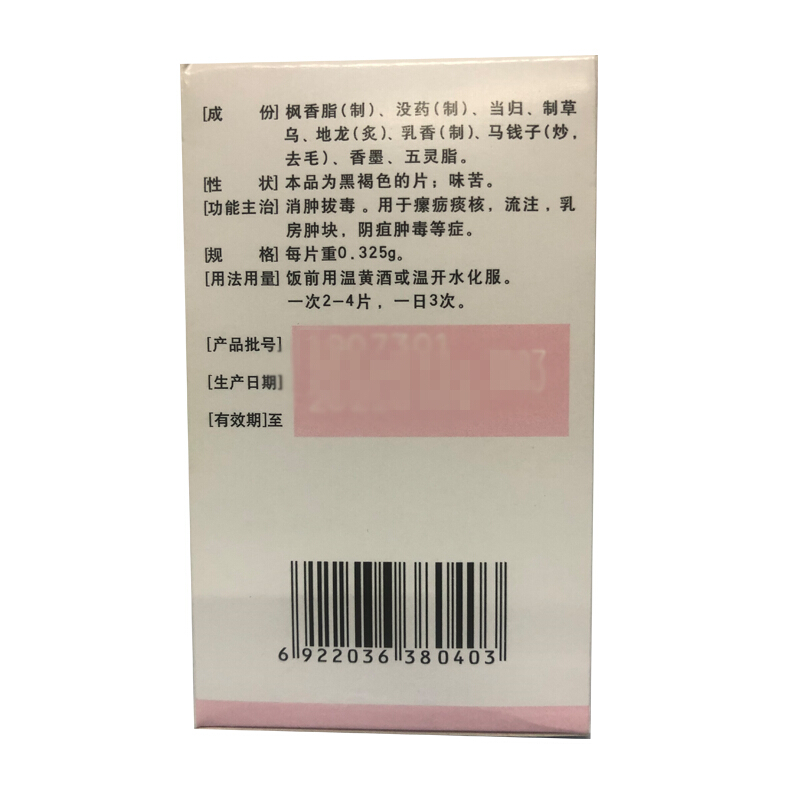 [成 份] 枫香脂(制)、没药(制)、当归、制草
乌、地龙(炙)、乳香(制)、马钱子(炒,
去毛)、香墨、五灵脂。
[性 状] 本品为黑褐色的片；味苦。
[功能主治] 消肿拔毒。用于瘰疬痰核，流注，乳
房肿块，阴疽肿毒等症。
[规 格] 每片重0.325g。
[用法用量] 饭前用温黄酒或温开水化服。
一次2-4片，一日3次。
[产品批号]
[生产日期]
[有效期]至
6 922036 380403